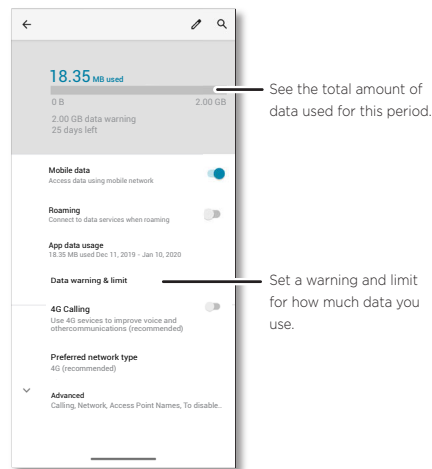 18.35 MB used
0 B 2.00 GB
2.00 GB data warning
25 days left
See the total amount of
data used for this period.
Mobile data
Access data using mobile network
Roaming
Connect to data services when roaming
App data usage
18.35 MB used Dec 11, 2019 - Jan 10, 2020
Data warning & limit
Set a warning and limit
for how much data you
use.
4G Calling
Use 4G sevices to improve voice and
othercommunications (recommended)
Preferred network type
4G (recommended)
Advanced
Calling, Network, Access Point Names, To disable..